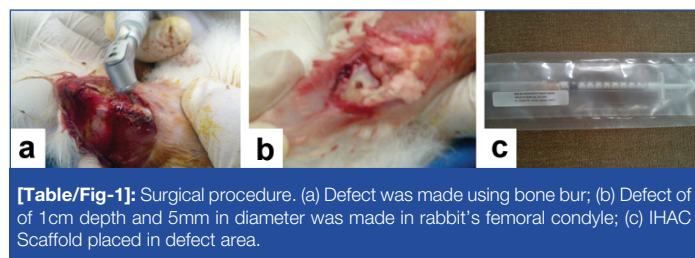 a
b
c
[Table/Fig-1]: Surgical procedure. (a) Defect was made using bone bur; (b) Defect of
of 1cm depth and 5mm in diameter was made in rabbit's femoral condyle; (c) IHAC
Scaffold placed in defect area.